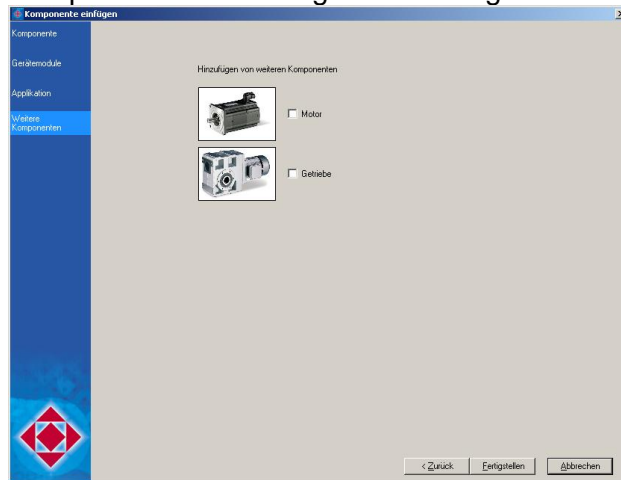 Komponente einfügen
Komponente
Gerätemodule
Applikation
Weitere
Komponenten
Hinzufügen von weiteren Komponenten
Motor
Getriebe
< Zurück
Fertigstellen
Abbrechen